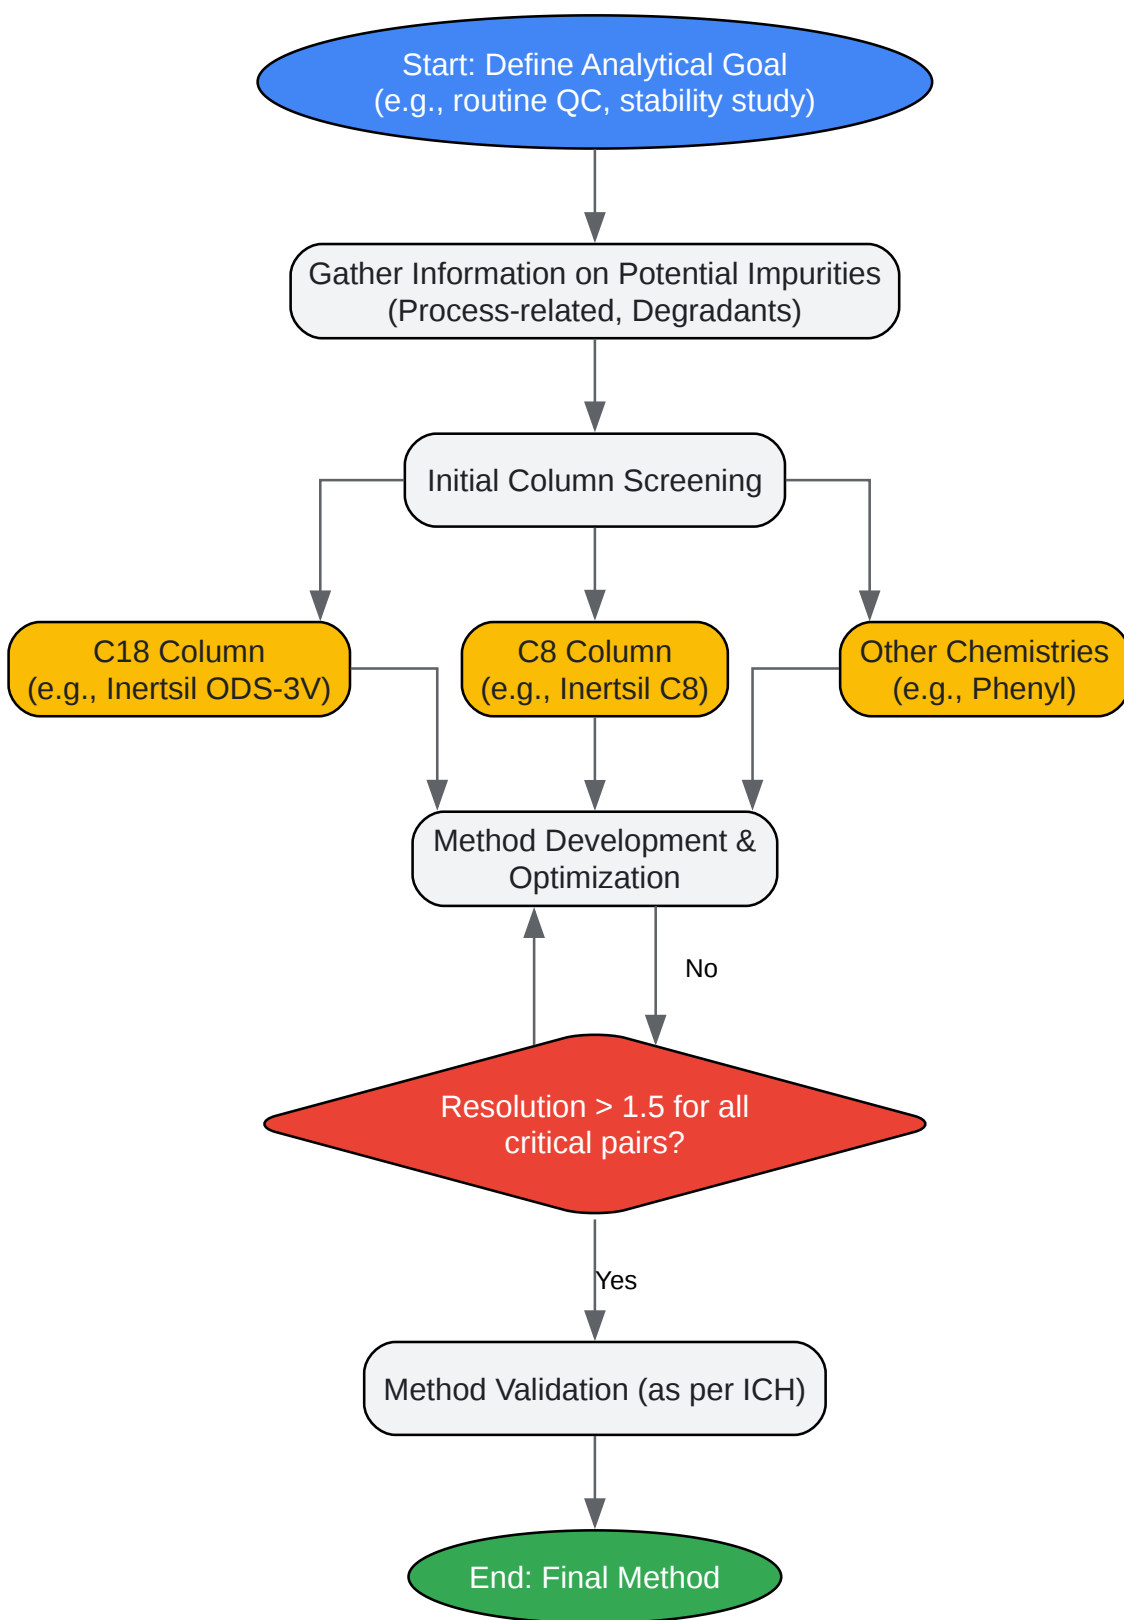 Start: Define Analytical Goal
(e.g., routine QC, stability study)
Gather Information on Potential Impurities
(Process-related, Degradants)
Initial Column Screening
C18 Column
(e.g., Inertsil ODS-3V)
C8 Column
(e.g., Inertsil C8)
Other Chemistries
(e.g., Phenyl)
Method Development &
Optimization
No
Resolution > 1.5 for all
critical pairs?
Yes
Method Validation (as per ICH)
End: Final Method